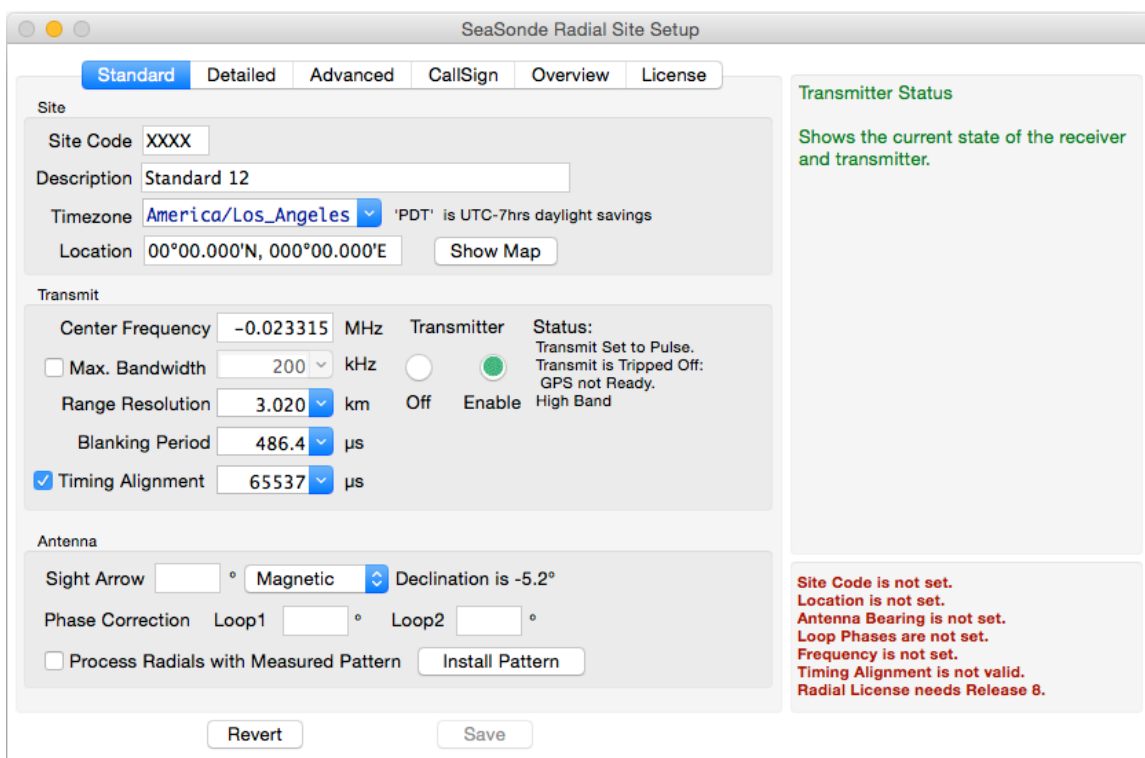 SeaSonde Radial Site Setup
Standard Detailed Advanced CallSign Overview License
Site
Site Code XXXX
Description Standard 12
Timezone America/Los_Angeles 'PDT' is UTC-7hrs daylight savings
Location 00°00.000'N, 000°00.000'E Show Map
Transmit
Center Frequency -0.023315 MHz Transmitter Status:
Transmit Set to Pulse.
Max. Bandwidth 200 kHz Transmit is Tripped Off:
GPS not Ready.
Range Resolution 3.020 km Off Enable High Band
Blanking Period 486.4 µs
Timing Alignment 65537 µs
Antenna
Sight Arrow ° Magnetic Declination is -5.2°
Phase Correction Loop1 ° Loop2 °
Process Radials with Measured Pattern Install Pattern
Revert Save
Transmitter Status
Shows the current state of the receiver
and transmitter.
Site Code is not set.
Location is not set.
Antenna Bearing is not set.
Loop Phases are not set.
Frequency is not set.
Timing Alignment is not valid.
Radial License needs Release 8.